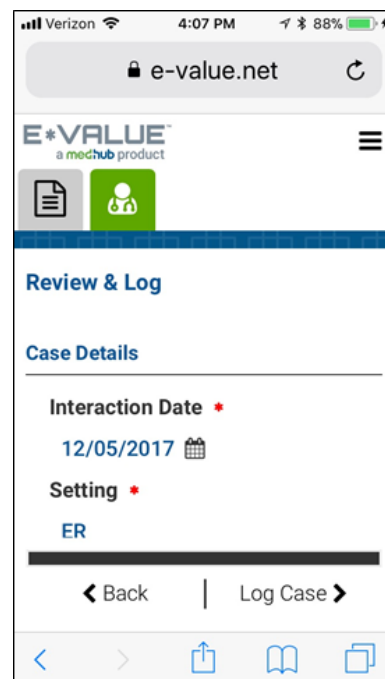 Verizon 4:07 PM 88%
e-value.net
E*VALUE™
a medhub product
Review & Log
Case Details
Interaction Date *
12/05/2017
Setting *
ER
Back | Log Case